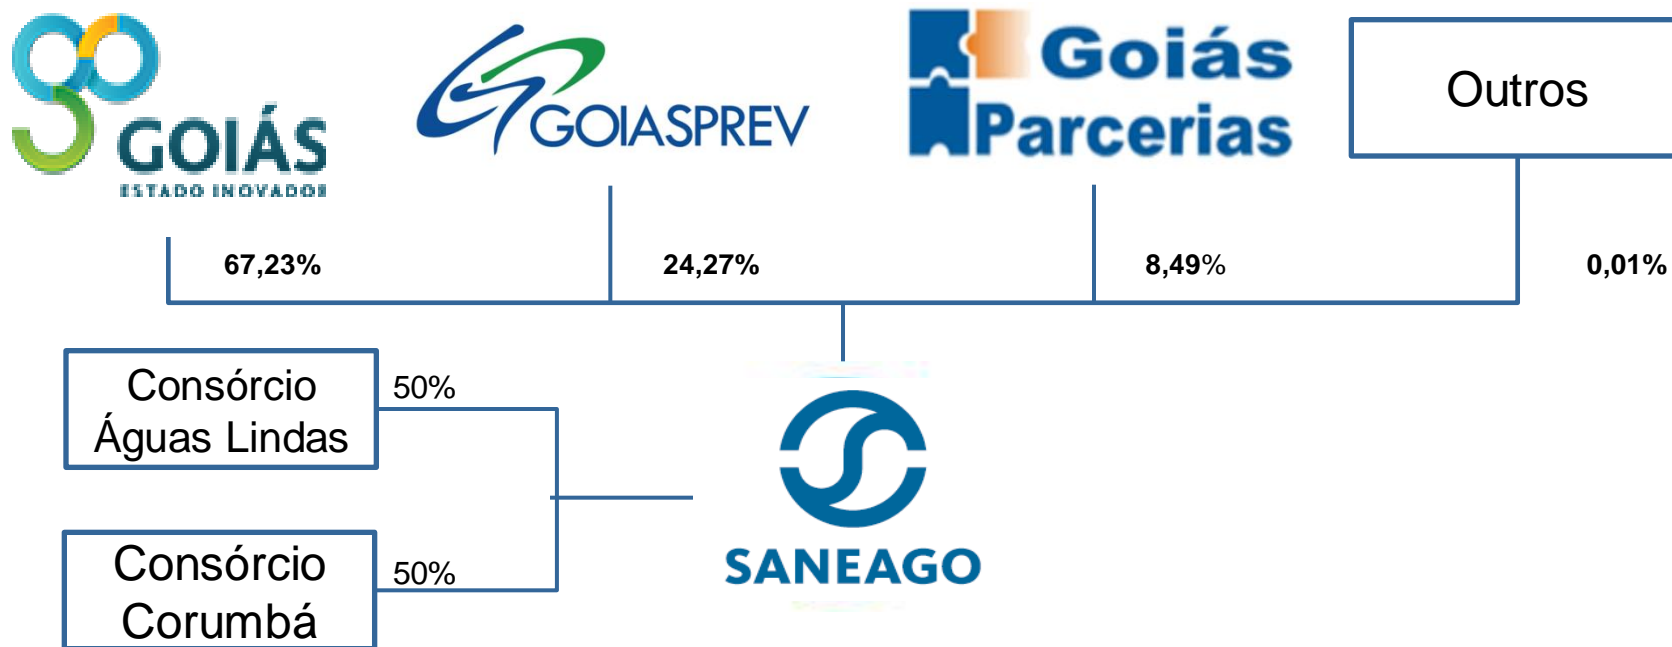 GOIÁS
ESTADO INOVADOR
GOIASPREV
Goiás
Parcerias
Outros
67,23%
24,27%
8,49%
0,01%
Consórcio
Águas Lindas
50%
SANEAGO
Consórcio
Corumbá
50%